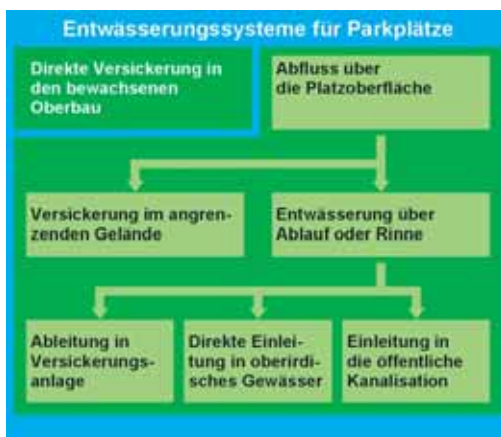 Entwässerungssysteme für Parkplätze
Direkte Versickerung in
den bewachsenen
Oberbau
Abfluss über
die Platzoberfläche
Versickerung im angren-
zenden Gelände
Entwässerung über
Ablauf oder Rinne
Ableitung in
Versickerungs-
anlage
Direkte Einlei-
tung in oberirdi-
sches Gewässer
Einleitung in
die öffentliche
Kanalisation